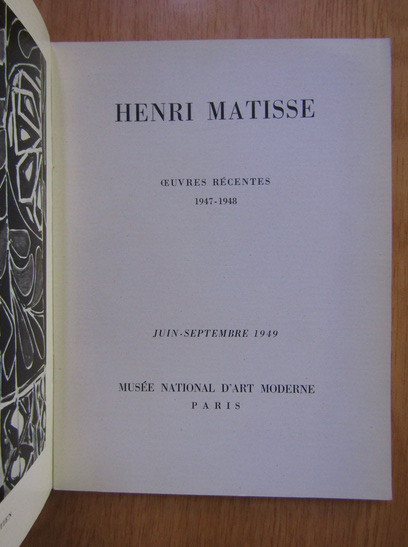 HENRI MATISSE
ŒUVRES RÉCENTES
1947-1948
JUIN-SEPTEMBRE 1949
MUSÉE NATIONAL D'ART MODERNE
PARIS